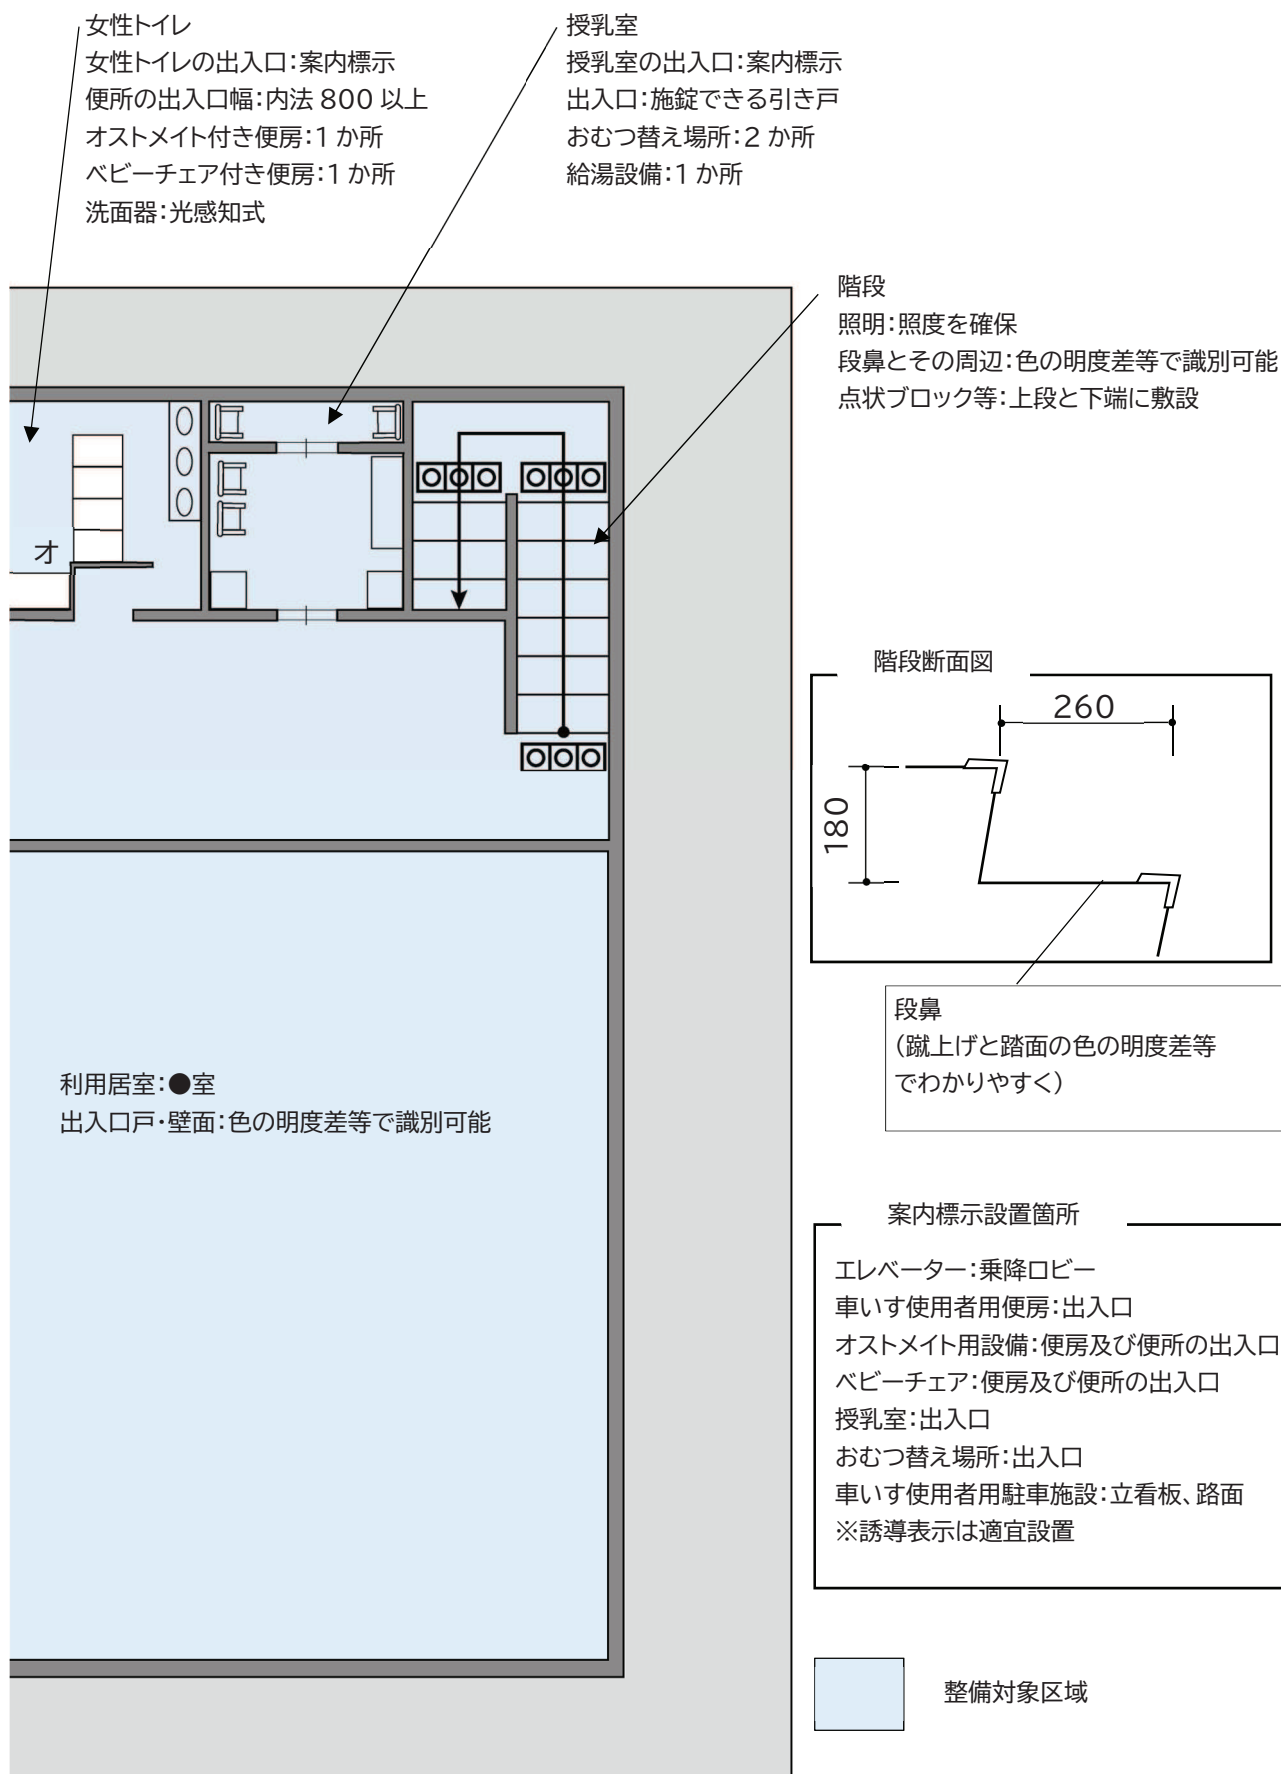 女性トイレ
女性トイレの出入口：案内標示
便所の出入口幅：内法 800 以上
オストメイト付き便房：1 か所
ベビーチェア付き便房：1 か所
洗面器：光感知式
授乳室
授乳室の出入口：案内標示
出入口：施錠できる引き戸
おむつ替え場所：2 か所
給湯設備：1 か所
階段
照明：照度を確保
段鼻とその周辺：色の明度差等で識別可能
点状ブロック等：上段と下端に敷設
オ
階段断面図
260
180
段鼻
（蹴上げと踏面の色の明度差等
でわかりやすく）
利用居室：●室
出入口戸・壁面：色の明度差等で識別可能
案内標示設置箇所
エレベーター：乗降ロビー
車いす使用者用便房：出入口
オストメイト用設備：便房及び便所の出入口
ベビーチェア：便房及び便所の出入口
授乳室：出入口
おむつ替え場所：出入口
車いす使用者用駐車施設：立看板、路面
※誘導表示は適宜設置
整備対象区域